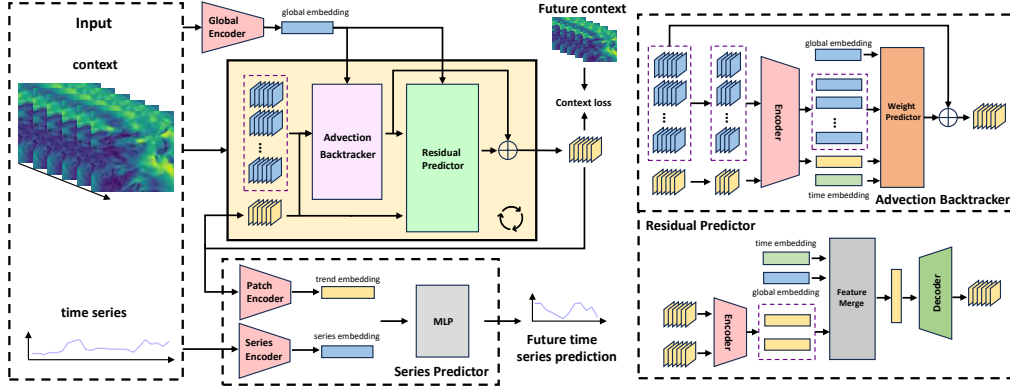 Input
context
time series
Global
Encoder
global embedding
Future context
Context loss
Advection
Backtracker
Residual
Predictor
...
Patch
Encoder
trend embedding
Series
Encoder
series embedding
MLP
Series Predictor
Future time
series prediction
...
...
Encoder
global embedding
...
time embedding
Weight
Predictor
Advection Backtracker
Residual Predictor
time embedding
global embedding
Encoder
Feature
Merge
Decoder